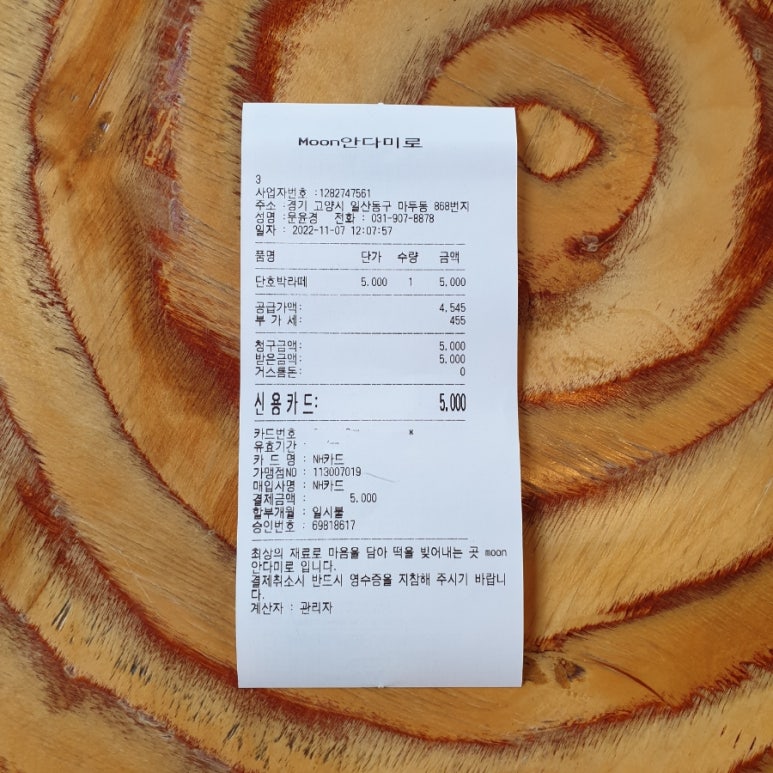 Moon안다미로
3
사업자번호 :1282747561
주소 :경기 고양시 일산동구 마두동 868번지
성명 :문윤경 전화 : 031-907-8878
일자 : 2022-11-07 12:07:57
품명 단가 수량 금액
단호박라떼 5.000 1 5.000
공급가액: 4,545
부 가 세: 455
청구금액: 5.000
받은금액: 5.000
거스름돈: 0
신용카드: 5,000
카드번호 *
유효기간 :
카 드 명 : NH카드
가맹점NO : 113007019
매입사명 : NH카드
결제금액 : 5.000
할부개월 : 일시불
승인번호 : 69818617
최상의 재료로 마음을 담아 떡을 빚어내는 곳 moon
안다미로 입니다.
결제취소시 반드시 영수증을 지참해 주시기 바랍니
다.
계산자 : 관리자